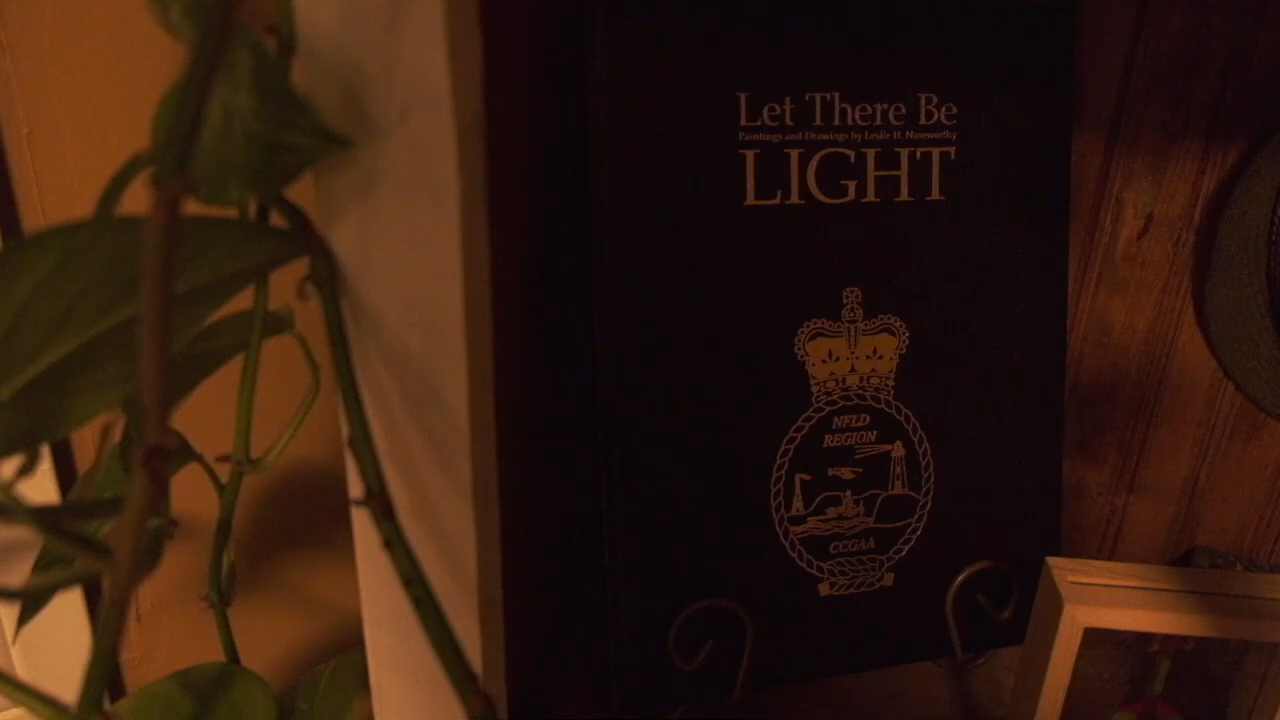 Let There Be
Paintings and Drawings by Leslie H. Noseworthy
LIGHT
NFLD
REGION
CCGAA